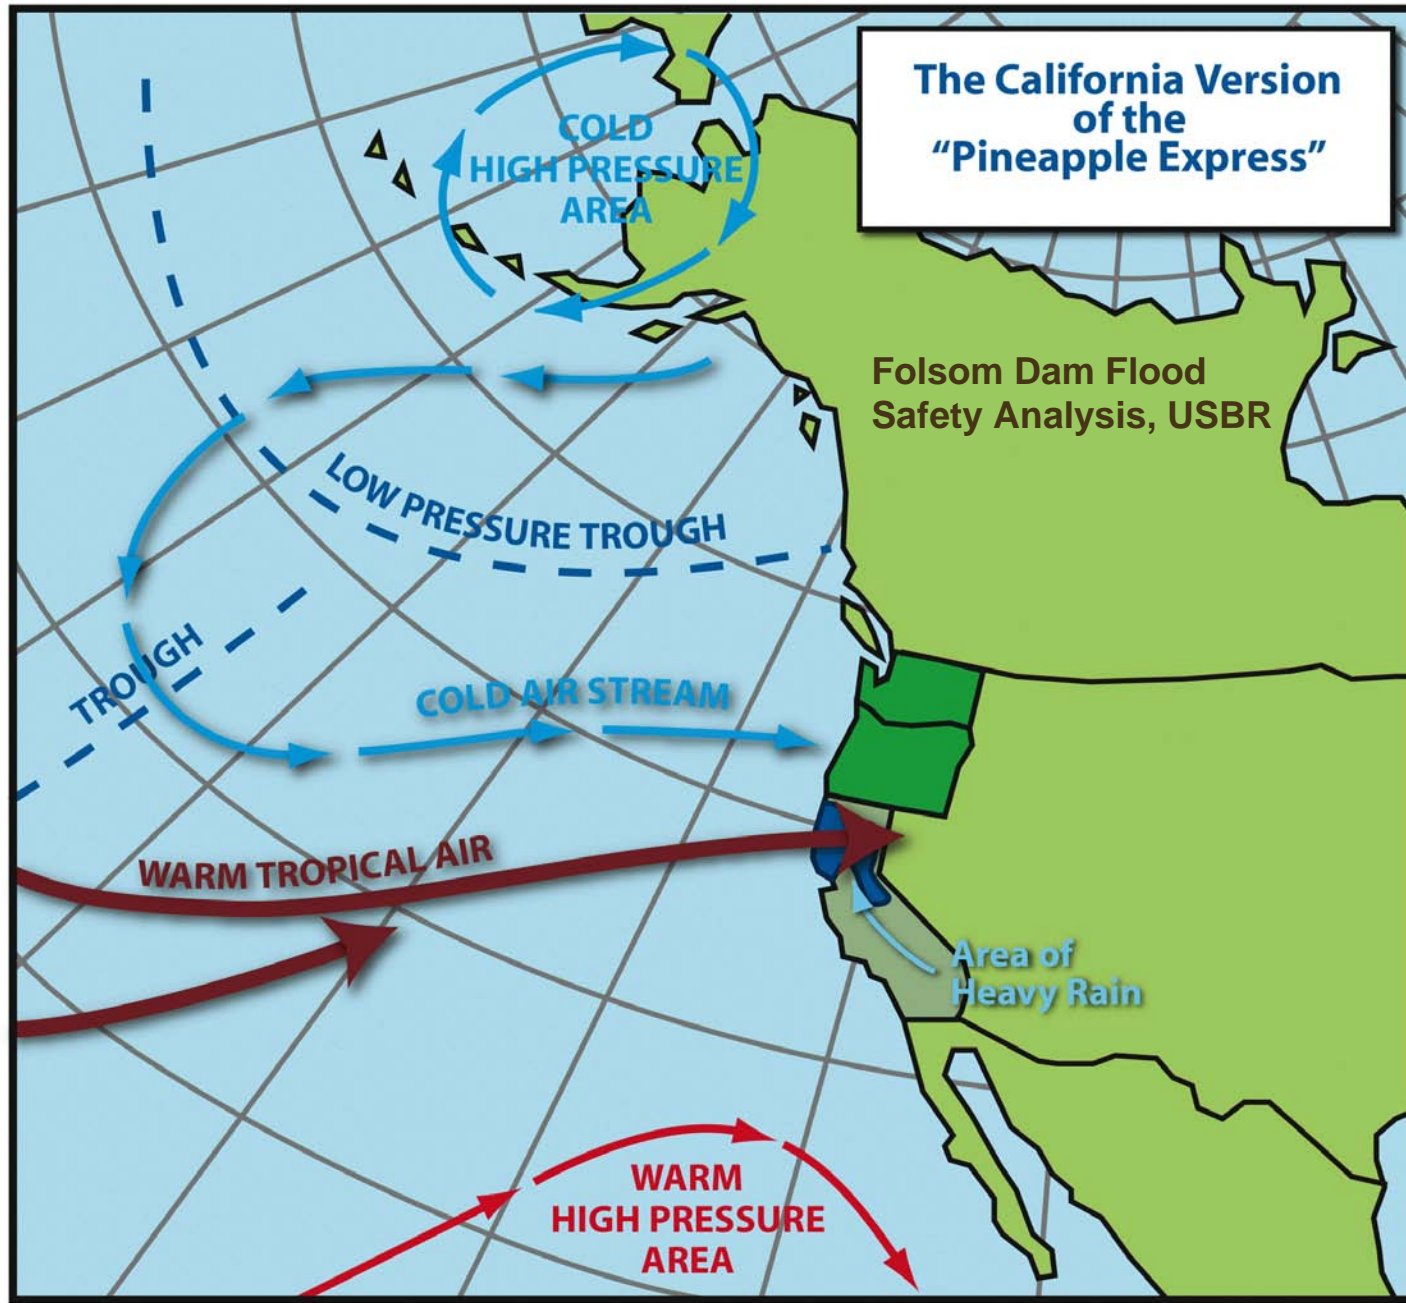 The California Version
of the
“Pineapple Express”
COLD
HIGH PRESSURE
AREA
Folsom Dam Flood
Safety Analysis, USBR
LOW PRESSURE TROUGH
TROUGH
COLD AIR STREAM
WARM TROPICAL AIR
Area of
Heavy Rain
WARM
HIGH PRESSURE
AREA